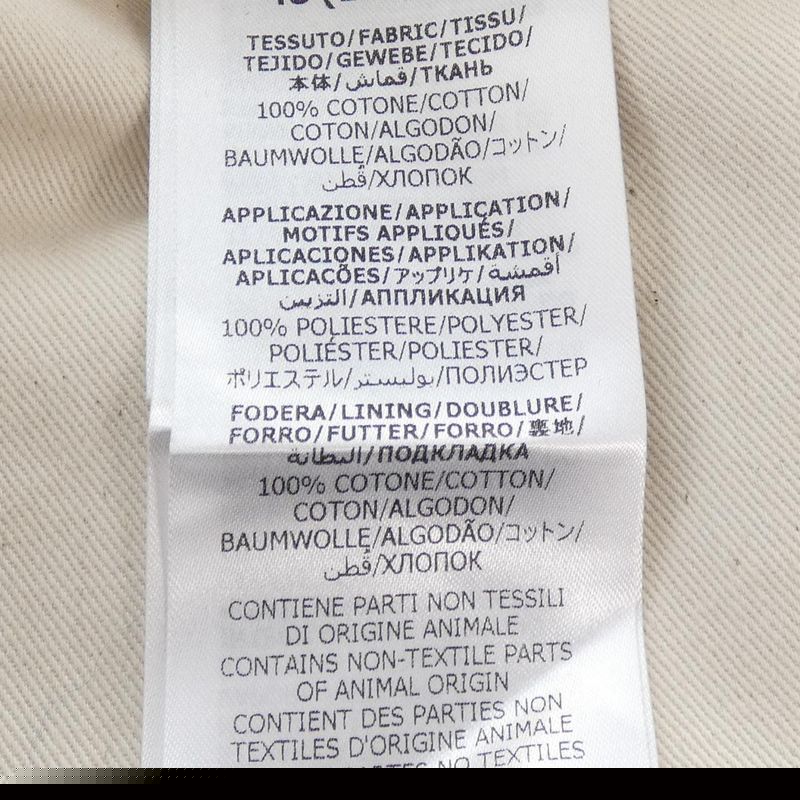 TESSUTO/FABRIC/TISSU/
TEJIDO/GEWEBE/TECIDO/
本体/قماش/ТКАНЬ
100% COTONE/COTTON/
COTON/ALGODON/
BAUMWOLLE/ALGODÃO/コットン/
قُطن/ХЛОПОК
APPLICAZIONE/APPLICATION/
MOTIFS APPLIQUÉS/
APLICACIONES/APPLIKATION/
APLICACÕES/アップリケ/أقمشة
التزيين/АППЛИКАЦИЯ
100% POLIESTERE/POLYESTER/
POLIÉSTER/POLIESTER/
ポリエステル/بوليستر/ПОЛИЭСТЕР
FODERA/LINING/DOUBLURE/
FORRO/FUTTER/FORRO/裏地/
البطانة/ПОДКЛАДКА
100% COTONE/COTTON/
COTON/ALGODON/
BAUMWOLLE/ALGODÃO/コットン/
قُطن/ХЛОПОК
CONTIENE PARTI NON TESSILI
DI ORIGINE ANIMALE
CONTAINS NON-TEXTILE PARTS
OF ANIMAL ORIGIN
CONTIENT DES PARTIES NON
TEXTILES D'ORIGINE ANIMALE
NO TEXTILES